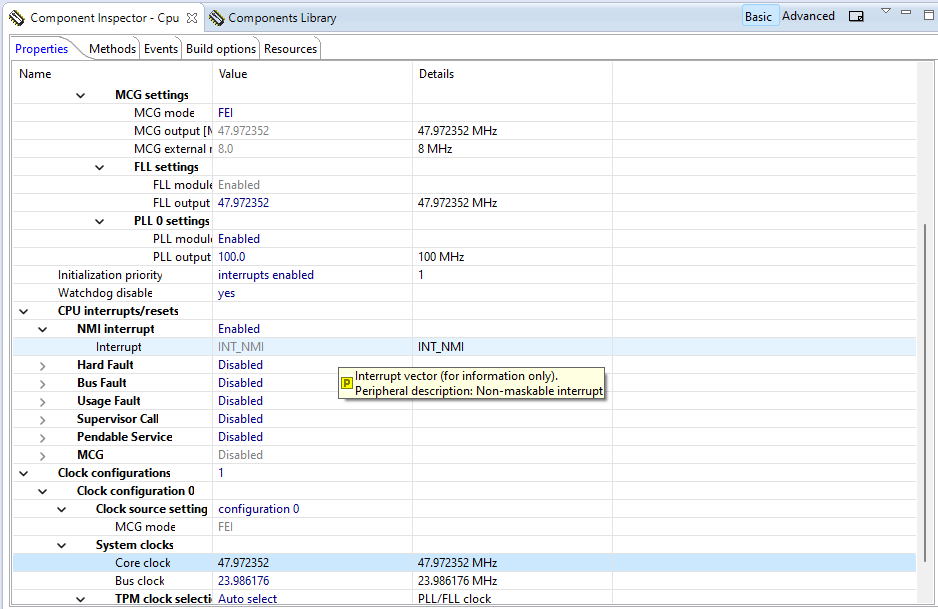 Component Inspector - Cpu Components Library Basic Advanced
Properties Methods Events Build options Resources
Name Value Details
MCG settings
MCG mode FEI
MCG output [M 47.972352 47.972352 MHz
MCG external r 8.0 8 MHz
FLL settings
FLL module Enabled
FLL output 47.972352 47.972352 MHz
PLL 0 settings
PLL module Enabled
PLL output 100.0 100 MHz
Initialization priority interrupts enabled 1
Watchdog disable yes
CPU interrupts/resets
NMI interrupt Enabled
Interrupt INT_NMI INT_NMI
Hard Fault Disabled
Interrupt vector (for information only).
P
Bus Fault Disabled
Peripheral description: Non-maskable interrupt
Usage Fault Disabled
Supervisor Call Disabled
Pendable Service Disabled
MCG Disabled
Clock configurations 1
Clock configuration 0
Clock source setting configuration 0
MCG mode FEI
System clocks
Core clock 47.972352 47.972352 MHz
Bus clock 23.986176 23.986176 MHz
TPM clock selecti Auto select PLL/FLL clock